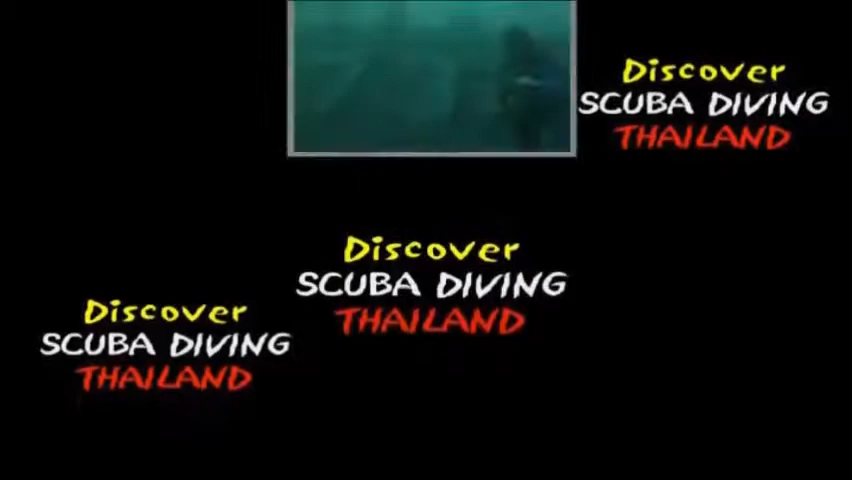 Discover
SCUBA DIVING
THAILAND
Discover
SCUBA DIVING
THAILAND
Discover
SCUBA DIVING
THAILAND